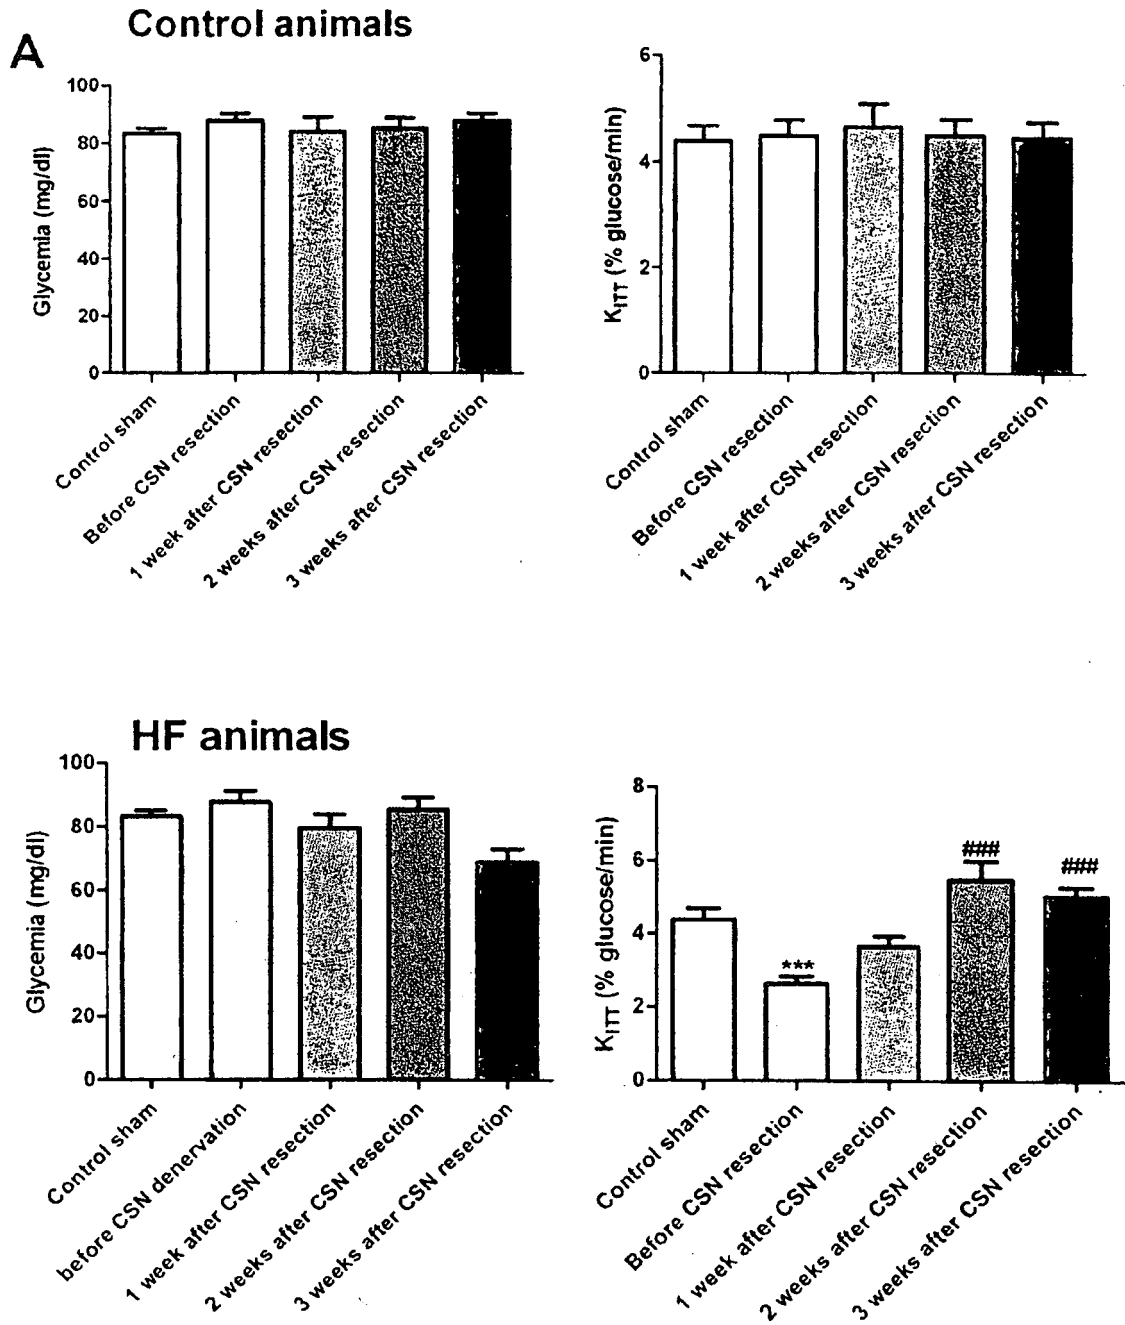 Control animals
A
100
80
60
40
20
0
Glycemia (mg/dl)
Control sham
Before CSN resection
1 week after CSN resection
2 weeks after CSN resection
3 weeks after CSN resection
6
4
2
0
KITT (% glucose/min)
Control sham
Before CSN resection
1 week after CSN resection
2 weeks after CSN resection
3 weeks after CSN resection
HF animals
100
80
60
40
20
0
Glycemia (mg/dl)
Control sham
before CSN denervation
1 week after CSN resection
2 weeks after CSN resection
3 weeks after CSN resection
8
6
4
2
0
KITT (% glucose/min)
***
###
###
Control sham
Before CSN resection
1 week after CSN resection
2 weeks after CSN resection
3 weeks after CSN resection